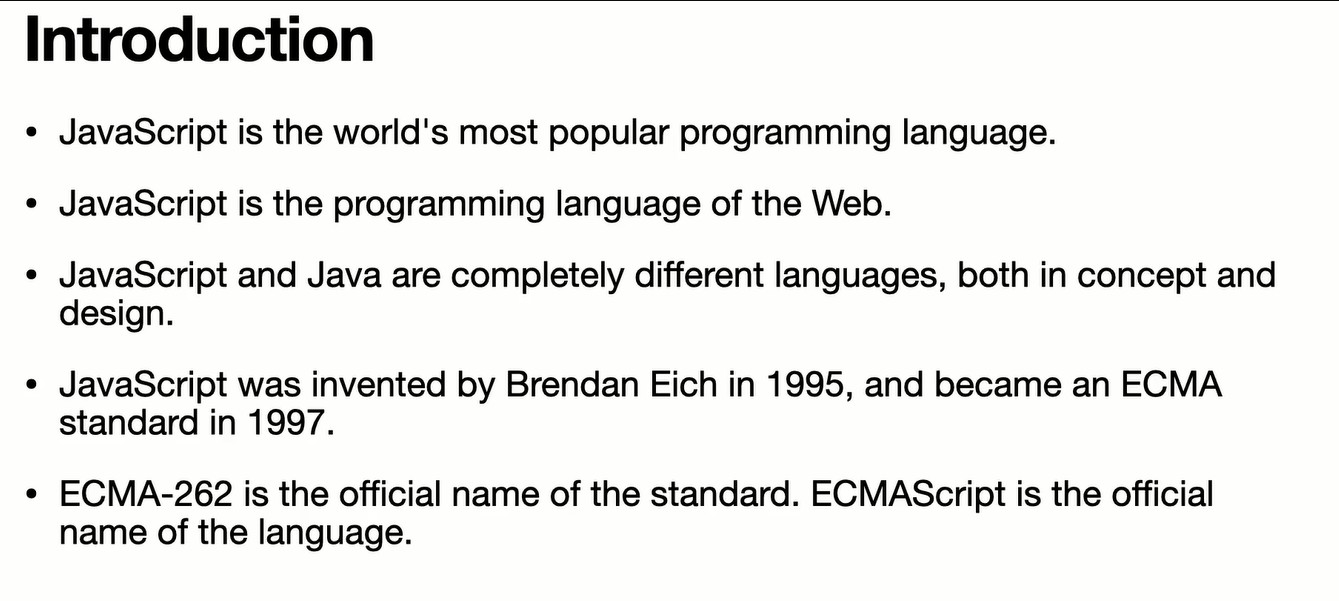 Introduction
• JavaScript is the world's most popular programming language.
• JavaScript is the programming language of the Web.
• JavaScript and Java are completely different languages, both in concept and
design.
• JavaScript was invented by Brendan Eich in 1995, and became an ECMA
standard in 1997.
• ECMA-262 is the official name of the standard. ECMAScript is the official
name of the language.